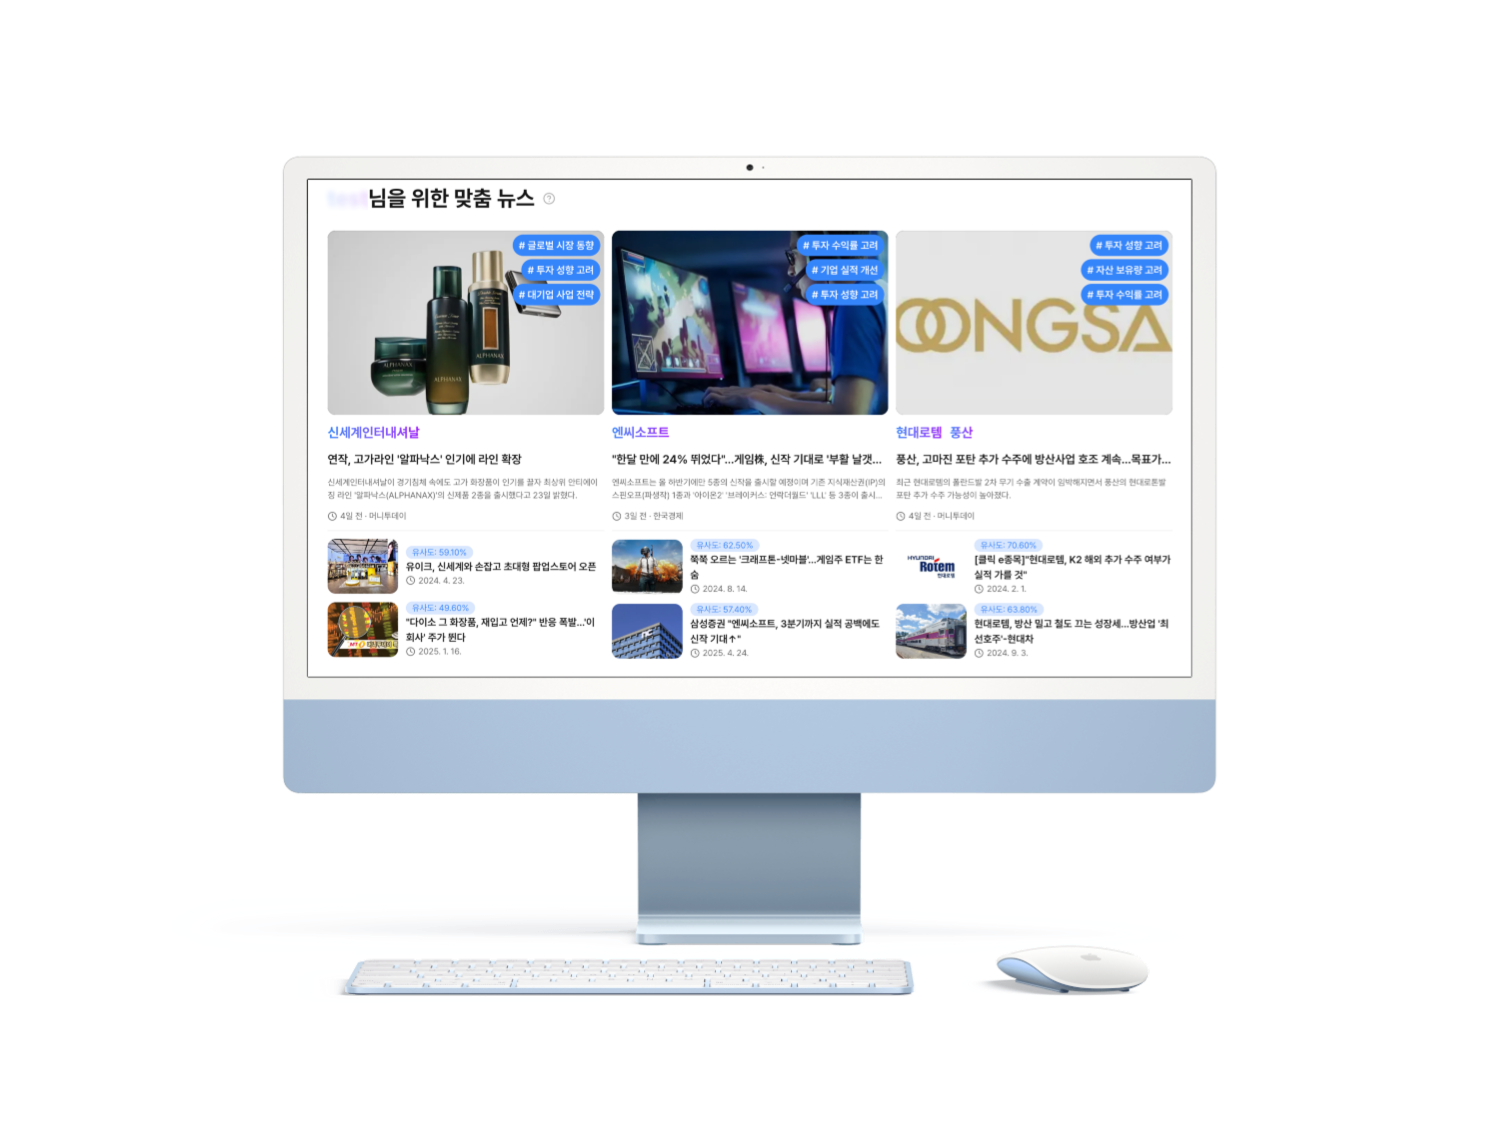 님을 위한 맞춤 뉴스
# 글로벌 시장 동향
# 투자 성향 고려
# 대기업 사업 전략
ALPHANAX
ALPHANAX
ALPHANAX
신세계인터내셔날
연작, 고가라인 '알파낙스' 인기에 라인 확장
신세계인터내셔날이 경기침체 속에도 고가 화장품이 인기를 끌자 최상위 안티에이
징 라인 '알파낙스(ALPHANAX)'의 신제품 2종을 출시했다고 23일 밝혔다.
4일 전 · 머니투데이
유사도: 59.10%
유이크, 신세계와 손잡고 초대형 팝업스토어 오픈
2024. 4. 23.
유사도: 49.60%
"다이소 그 화장품, 재입고 언제?" 반응 폭발…'이
회사' 주가 뛴다
2025. 1. 16.
# 투자 수익률 고려
# 기업 실적 개선
# 투자 성향 고려
엔씨소프트
"한달 만에 24% 뛰었다"…게임株, 신작 기대로 '부활 날갯…
엔씨소프트는 올 하반기에만 5종의 신작을 출시할 예정이며 기존 지식재산권(IP)의
스핀오프(파생작) 1종과 '아이온2' '브레이커스: 언락더월드' 'LLL' 등 3종이 출시…
3일 전 · 한국경제
유사도: 62.50%
쭉쭉 오르는 '크래프톤-넷마블'…게임주 ETF는 한
숨
2024. 8. 14.
유사도: 57.40%
삼성증권 "엔씨소프트, 3분기까지 실적 공백에도
신작 기대↑"
2025. 4. 24.
# 투자 성향 고려
# 자산 보유량 고려
# 투자 수익률 고려
OONGSA
현대로템 풍산
풍산, 고마진 포탄 추가 수주에 방산사업 호조 계속…목표가…
최근 현대로템의 폴란드발 2차 무기 수출 계약이 임박해지면서 풍산의 현대로톈발
포탄 추가 수주 가능성이 높아졌다.
4일 전 · 머니투데이
HYUNDAI
Rotem
현대로템
유사도: 70.60%
[클릭 e종목]"현대로템, K2 해외 추가 수주 여부가
실적 가를 것"
2024. 2. 1.
유사도: 63.80%
현대로템, 방산 밀고 철도 끄는 성장세…방산업 '최
선호주'-현대차
2024. 9. 3.